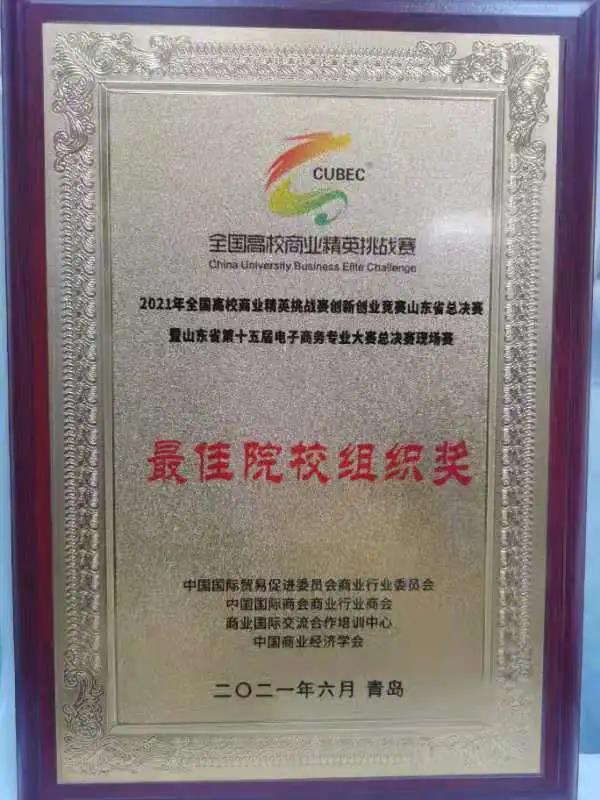 CUBEC
全国高校商业精英挑战赛
China University Business Elite Challenge
2021年全国高校商业精英挑战赛创新创业竞赛山东省总决赛
暨山东省第十五届电子商务专业大赛总决赛现场赛
最佳院校组织奖
中国国际贸易促进委员会商业行业委员会
中国国际商会商业行业商会
商业国际交流合作培训中心
中国商业经济学会
二〇二一年六月 青岛